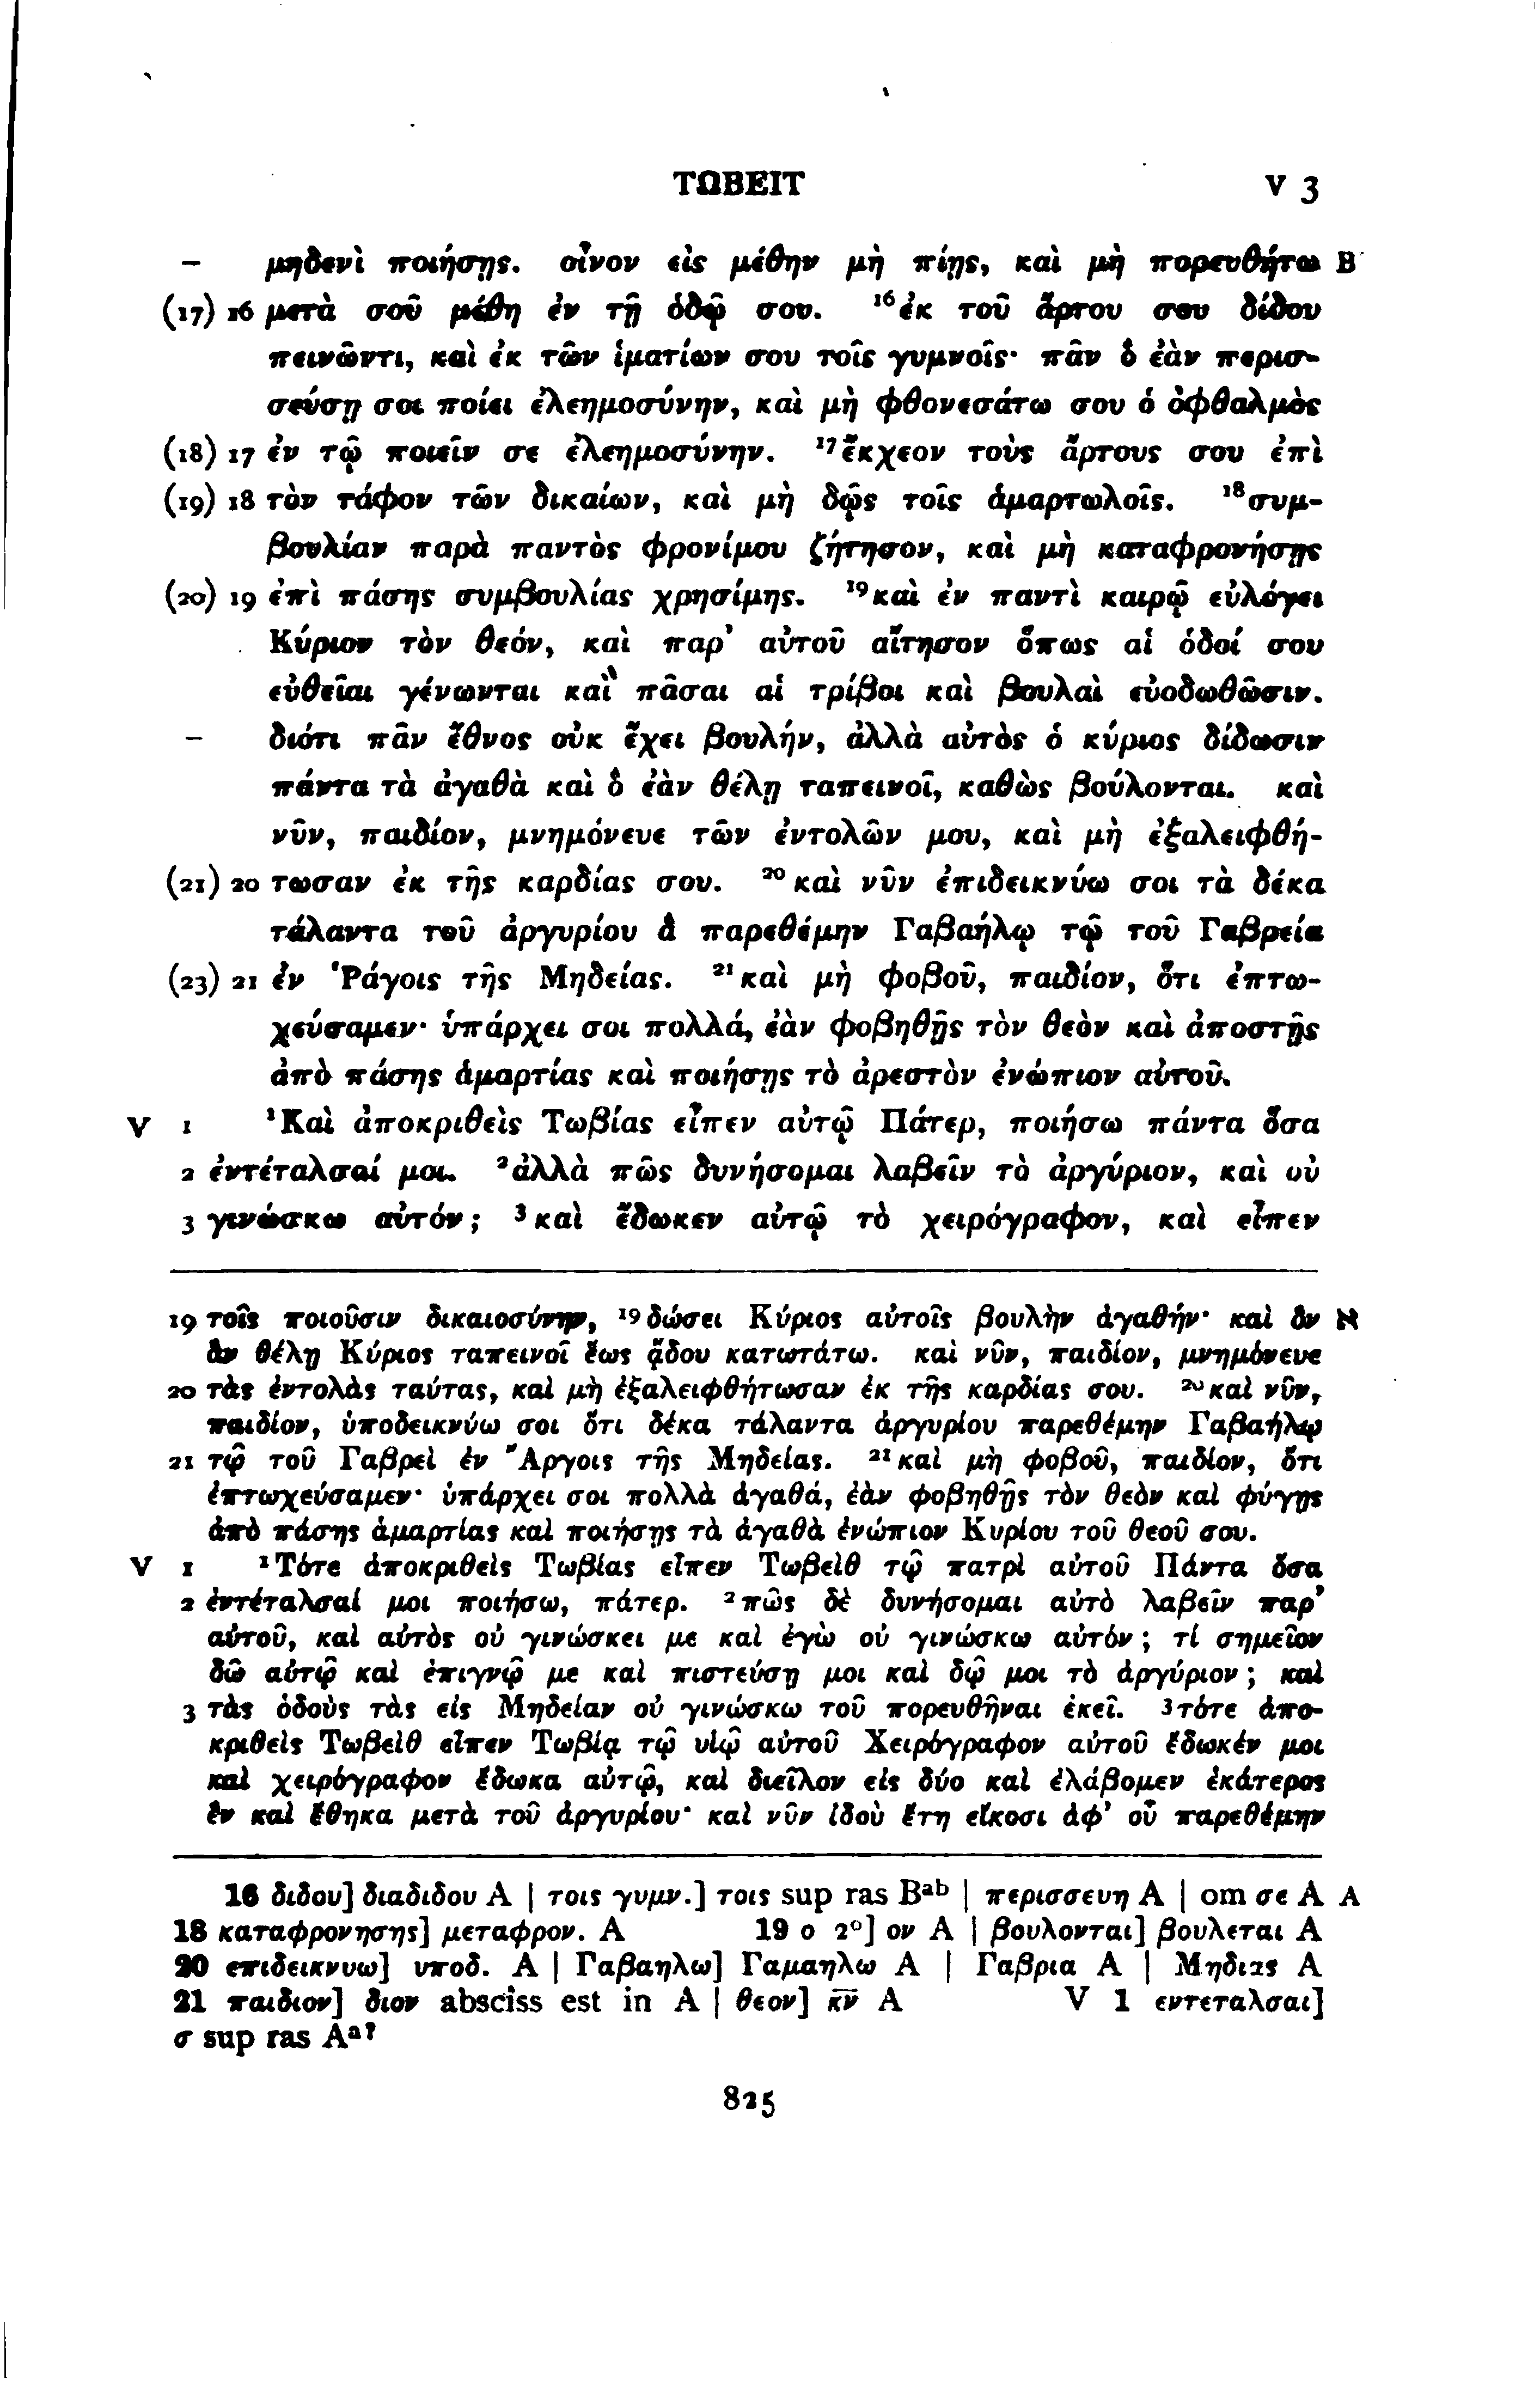 ΤΩΒΕΙΤ V 3
– μηδενὶ ποιήσῃς. οἶνον εἰς μέθην μὴ πίῃς, καὶ μὴ πορευθήτω B
(17) 16 μετὰ σοῦ μέθη ἐν τῇ ὁδῷ σου. ¹⁶ἐκ τοῦ ἄρτου σου δίδου
πεινῶντι, καὶ ἐκ τῶν ἱματίων σου τοῖς γυμνοῖς· πᾶν ὃ ἐὰν περισ-
σεύσῃ σοι ποίει ἐλεημοσύνην, καὶ μὴ φθονεσάτω σου ὁ ὀφθαλμὸς
(18) 17 ἐν τῷ ποιεῖν σε ἐλεημοσύνην. ¹⁷ἔκχεον τοὺς ἄρτους σου ἐπὶ
(19) 18 τὸν τάφον τῶν δικαίων, καὶ μὴ δῷς τοῖς ἁμαρτωλοῖς. ¹⁸συμ-
βουλίαν παρὰ παντὸς φρονίμου ζήτησον, καὶ μὴ καταφρονήσῃς
(20) 19 ἐπὶ πάσης συμβουλίας χρησίμης. ¹⁹καὶ ἐν παντὶ καιρῷ εὐλόγει
Κύριον τὸν θεόν, καὶ παρ’ αὐτοῦ αἴτησον ὅπως αἱ ὁδοί σου
εὐθεῖαι γένωνται καὶ πᾶσαι αἱ τρίβοι καὶ βουλαὶ εὐοδωθῶσιν.
– διότι πᾶν ἔθνος οὐκ ἔχει βουλήν, ἀλλὰ αὐτὸς ὁ κύριος δίδωσιν
πάντα τὰ ἀγαθὰ καὶ ὃ ἐὰν θέλῃ ταπεινοῖ, καθὼς βούλονται. καὶ
νῦν, παιδίον, μνημόνευε τῶν ἐντολῶν μου, καὶ μὴ ἐξαλειφθή-
(21) 20 τωσαν ἐκ τῆς καρδίας σου. ²⁰καὶ νῦν ἐπιδεικνύω σοι τὰ δέκα
τάλαντα τοῦ ἀργυρίου ἃ παρεθέμην Γαβαήλῳ τῷ τοῦ Γαβρεία
(23) 21 ἐν Ῥάγοις τῆς Μηδείας. ²¹καὶ μὴ φοβοῦ, παιδίον, ὅτι ἐπτω-
χεύσαμεν· ὑπάρχει σοι πολλά, ἐὰν φοβηθῇς τὸν θεὸν καὶ ἀποστῇς
ἀπὸ πάσης ἁμαρτίας καὶ ποιήσῃς τὸ ἀρεστὸν ἐνώπιον αὐτοῦ.
V 1 ¹Καὶ ἀποκριθεὶς Τωβίας εἶπεν αὐτῷ Πάτερ, ποιήσω πάντα ὅσα
2 ἐντέταλσαί μοι. ²ἀλλὰ πῶς δυνήσομαι λαβεῖν τὸ ἀργύριον, καὶ οὐ
3 γινώσκω αὐτόν; ³καὶ ἔδωκεν αὐτῷ τὸ χειρόγραφον, καὶ εἶπεν
19 τοῖς ποιοῦσιν δικαιοσύνην, ¹⁹δώσει Κύριος αὐτοῖς βουλὴν ἀγαθήν· καὶ ὃν א
ἂν θέλῃ Κύριος ταπεινοῖ ἕως ᾅδου κατωτάτω. καὶ νῦν, παιδίον, μνημόνευε
20 τὰς ἐντολὰς ταύτας, καὶ μὴ ἐξαλειφθήτωσαν ἐκ τῆς καρδίας σου. ²⁰καὶ νῦν,
παιδίον, ὑποδεικνύω σοι ὅτι δέκα τάλαντα ἀργυρίου παρεθέμην Γαβαήλῳ
21 τῷ τοῦ Γαβρεὶ ἐν Ἄργοις τῆς Μηδείας. ²¹καὶ μὴ φοβοῦ, παιδίον, ὅτι
ἐπτωχεύσαμεν· ὑπάρχει σοι πολλὰ ἀγαθά, ἐὰν φοβηθῇς τὸν θεὸν καὶ φύγῃς
ἀπὸ πάσης ἁμαρτίας καὶ ποιήσῃς τὰ ἀγαθὰ ἐνώπιον Κυρίου τοῦ θεοῦ σου.
V 1 ¹Τότε ἀποκριθεὶς Τωβίας εἶπεν Τωβεὶθ τῷ πατρὶ αὐτοῦ Πάντα ὅσα
2 ἐντέταλσαί μοι ποιήσω, πάτερ. ²πῶς δὲ δυνήσομαι αὐτὸ λαβεῖν παρ’
αὐτοῦ, καὶ αὐτὸς οὐ γινώσκει με καὶ ἐγὼ οὐ γινώσκω αὐτόν; τί σημεῖον
δῶ αὐτῷ καὶ ἐπιγνῷ με καὶ πιστεύσῃ μοι καὶ δῷ μοι τὸ ἀργύριον; καὶ
3 τὰς ὁδοὺς τὰς εἰς Μηδείαν οὐ γινώσκω τοῦ πορευθῆναι ἐκεῖ. ³τότε ἀπο-
κριθεὶς Τωβεὶθ εἶπεν Τωβίᾳ τῷ υἱῷ αὐτοῦ Χειρόγραφον αὐτοῦ ἔδωκέν μοι
καὶ χειρόγραφον ἔδωκα αὐτῷ, καὶ διεῖλον εἰς δύο καὶ ἐλάβομεν ἑκάτερος
ἓν καὶ ἔθηκα μετὰ τοῦ ἀργυρίου· καὶ νῦν ἰδοὺ ἔτη εἴκοσι ἀφ’ οὗ παρεθέμην
16 διδου] διαδιδου A | τοις γυμν.] τοις sup ras Bᵃᵇ | περισσευη A | om σε A A
18 καταφρονησης] μεταφρον. A 19 ο 2°] ον A | βουλονται] βουλεται A
20 επιδεικνυω] υποδ. A | Γαβαηλω] Γαμαηλω A | Γαβρια A | Μηδιας A
21 παιδιον] διον absciss est in A | θεον] κ̅ν̅ A V 1 εντεταλσαι]
σ sup ras Aᵃ?
825